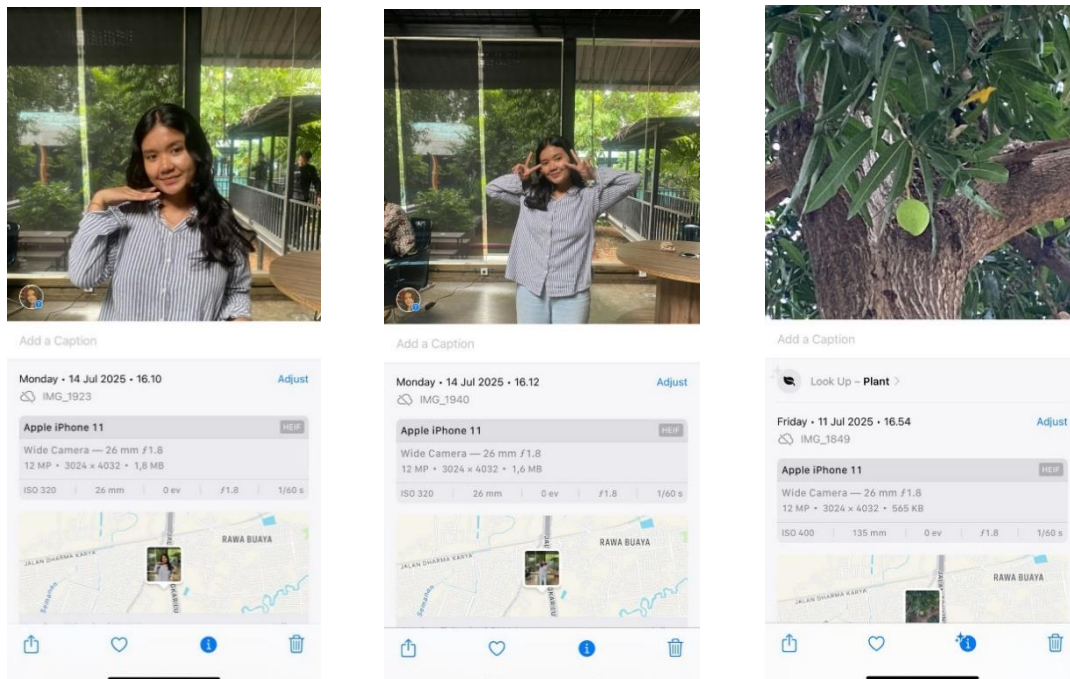 Add a Caption
Monday • 14 Jul 2025 • 16.10
Adjust
IMG_1923
Apple iPhone 11
HEIF
Wide Camera — 26 mm ƒ1.8
12 MP • 3024 × 4032 • 1,8 MB
ISO 320
26 mm
0 ev
ƒ1.8
1/60 s
RAWA BUAYA
JALAN DHARMA KARYA
Semanan
Add a Caption
Monday • 14 Jul 2025 • 16.12
Adjust
IMG_1940
Apple iPhone 11
HEIF
Wide Camera — 26 mm ƒ1.8
12 MP • 3024 × 4032 • 1,6 MB
ISO 320
26 mm
0 ev
ƒ1.8
1/60 s
RAWA BUAYA
JALAN DHARMA KARYA
Semanan
Add a Caption
Look Up – Plant >
Friday • 11 Jul 2025 • 16.54
Adjust
IMG_1849
Apple iPhone 11
HEIF
Wide Camera — 26 mm ƒ1.8
12 MP • 3024 × 4032 • 565 KB
ISO 400
135 mm
0 ev
ƒ1.8
1/60 s
RAWA BUAYA
JALAN DHARMA KARYA